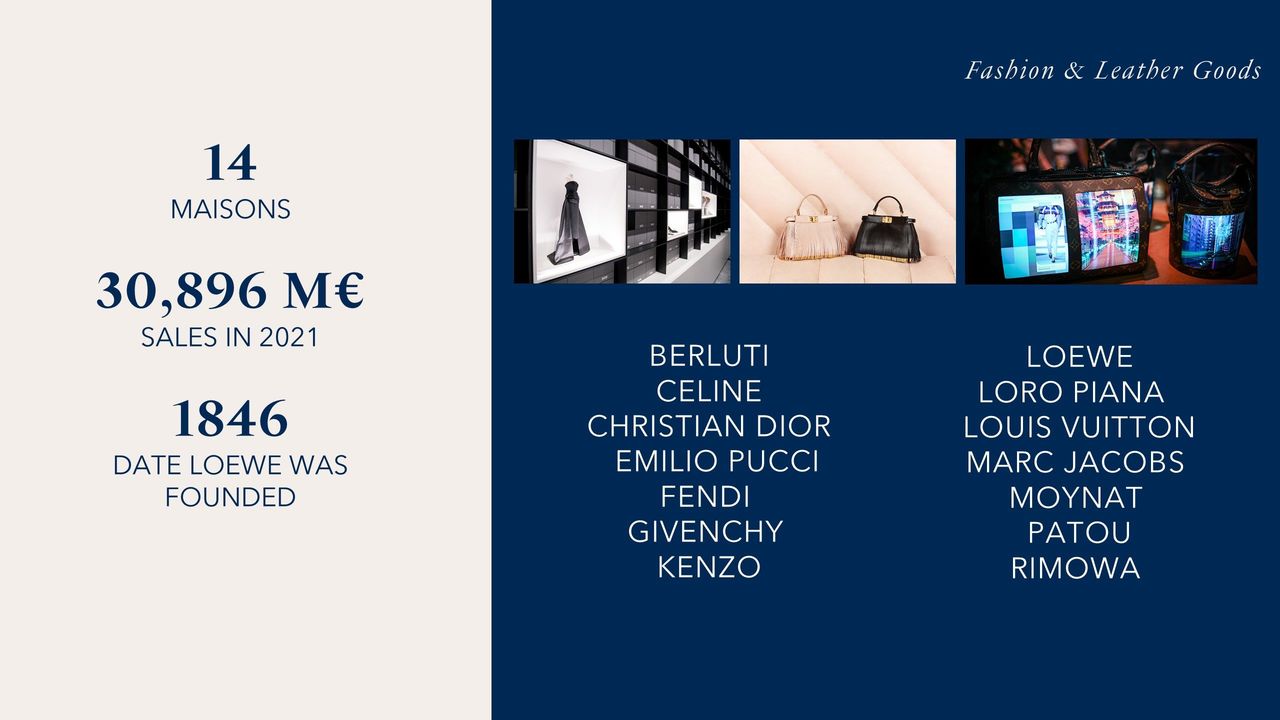 14
MAISONS
30,896 M€
SALES IN 2021
1846
DATE LOEWE WAS
FOUNDED
Fashion & Leather Goods
BERLUTI
CELINE
CHRISTIAN DIOR
EMILIO PUCCI
FENDI
GIVENCHY
KENZO
LOEWE
LORO PIANA
LOUIS VUITTON
MARC JACOBS
MOYNAT
PATOU
RIMOWA